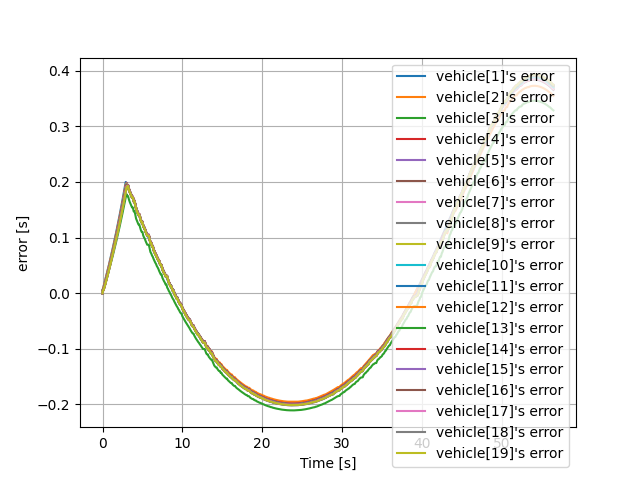 0.4
0.3
0.2
0.1
0.0
−0.1
−0.2
error [s]
0
10
20
30
40
50
Time [s]
vehicle[1]'s error
vehicle[2]'s error
vehicle[3]'s error
vehicle[4]'s error
vehicle[5]'s error
vehicle[6]'s error
vehicle[7]'s error
vehicle[8]'s error
vehicle[9]'s error
vehicle[10]'s error
vehicle[11]'s error
vehicle[12]'s error
vehicle[13]'s error
vehicle[14]'s error
vehicle[15]'s error
vehicle[16]'s error
vehicle[17]'s error
vehicle[18]'s error
vehicle[19]'s error